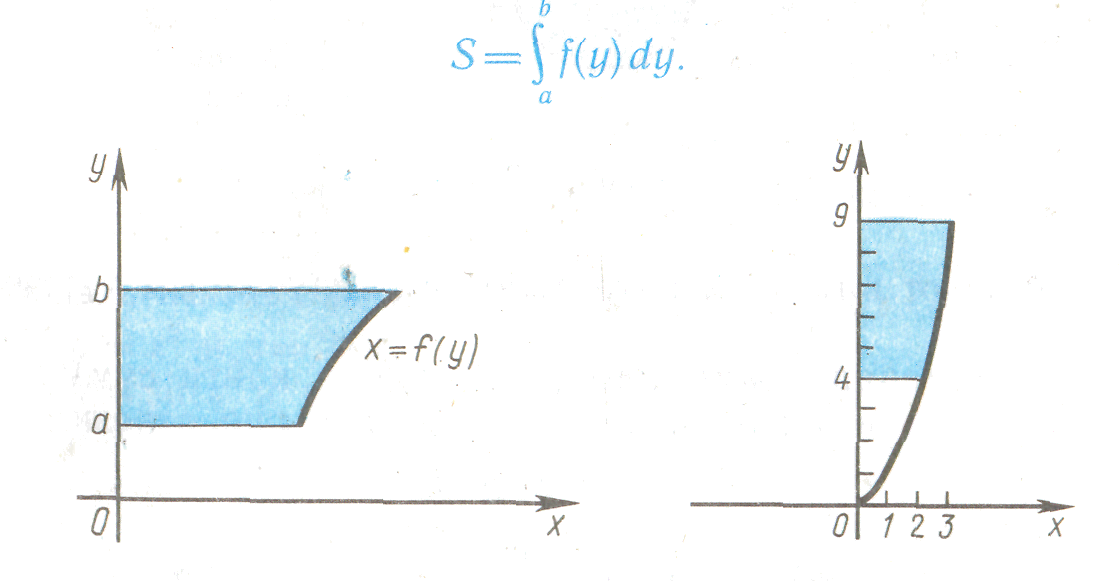 S = ∫_a^b f(y) dy.
y
b
x=f(y)
a
0
x
y
9
4
0 1 2 3
x